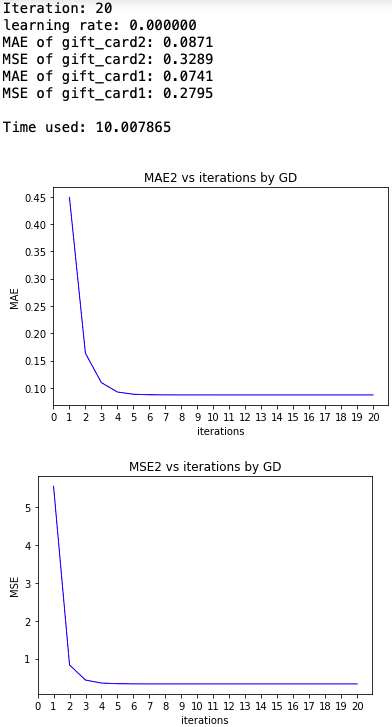 Iteration: 20
learning rate: 0.000000
MAE of gift_card2: 0.0871
MSE of gift_card2: 0.3289
MAE of gift_card1: 0.0741
MSE of gift_card1: 0.2795
Time used: 10.007865
MAE2 vs iterations by GD
0.45
0.40
0.35
0.30
0.25
0.20
0.15
0.10
MAE
0 1 2 3 4 5 6 7 8 9 10 11 12 13 14 15 16 17 18 19 20
iterations
MSE2 vs iterations by GD
5
4
3
2
1
MSE
0 1 2 3 4 5 6 7 8 9 10 11 12 13 14 15 16 17 18 19 20
iterations